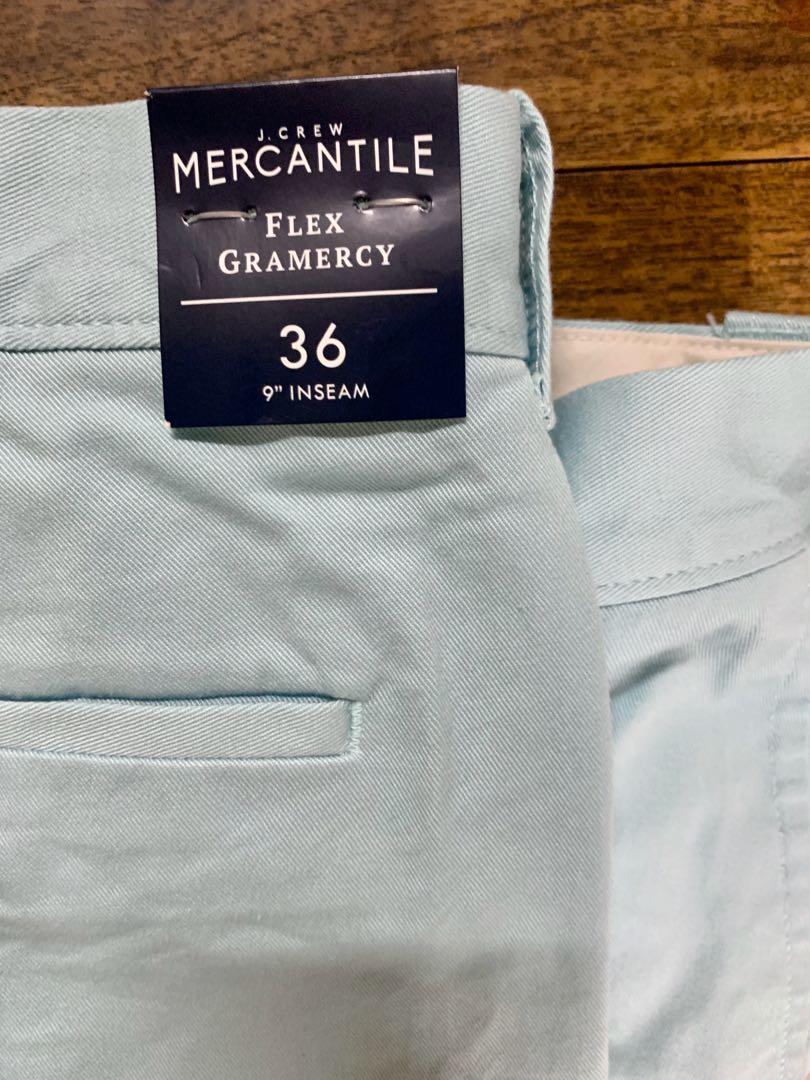 J.CREW
MERCANTILE
FLEX
GRAMERCY
36
9" INSEAM